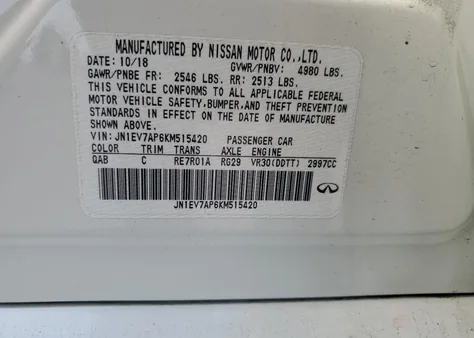 MANUFACTURED BY NISSAN MOTOR CO.,LTD.
DATE: 10/18 GVWR/PNBV: 4980 LBS.
GAWR/PNBE FR: 2546 LBS. RR: 2513 LBS.
THIS VEHICLE CONFORMS TO ALL APPLICABLE FEDERAL
MOTOR VEHICLE SAFETY,BUMPER,AND THEFT PREVENTION
STANDARDS IN EFFECT ON THE DATE OF MANUFACTURE
SHOWN ABOVE.
VIN: JN1EV7AP6KM515420 PASSENGER CAR
COLOR TRIM TRANS AXLE ENGINE
QAB C RE7R01A RG29 VR30(DDTT) 2997CC
JN1EV7AP6KM515420